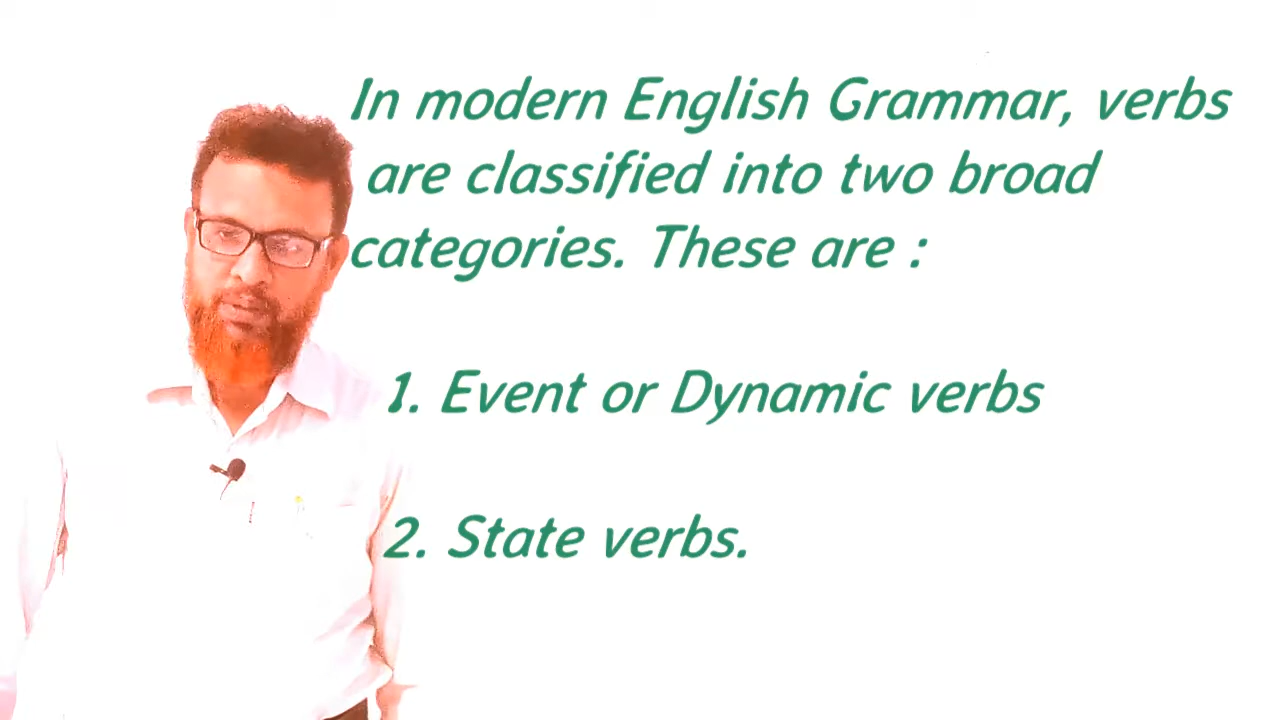 In modern English Grammar, verbs
are classified into two broad
categories. These are :
1. Event or Dynamic verbs
2. State verbs.